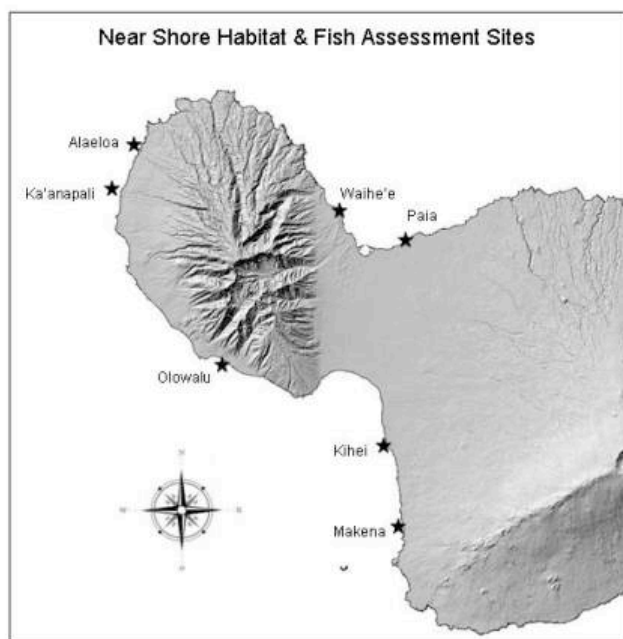 Near Shore Habitat & Fish Assessment Sites
Alaeloa
Ka'anapali
Waihe'e
Paia
Olowalu
Kihei
Makena